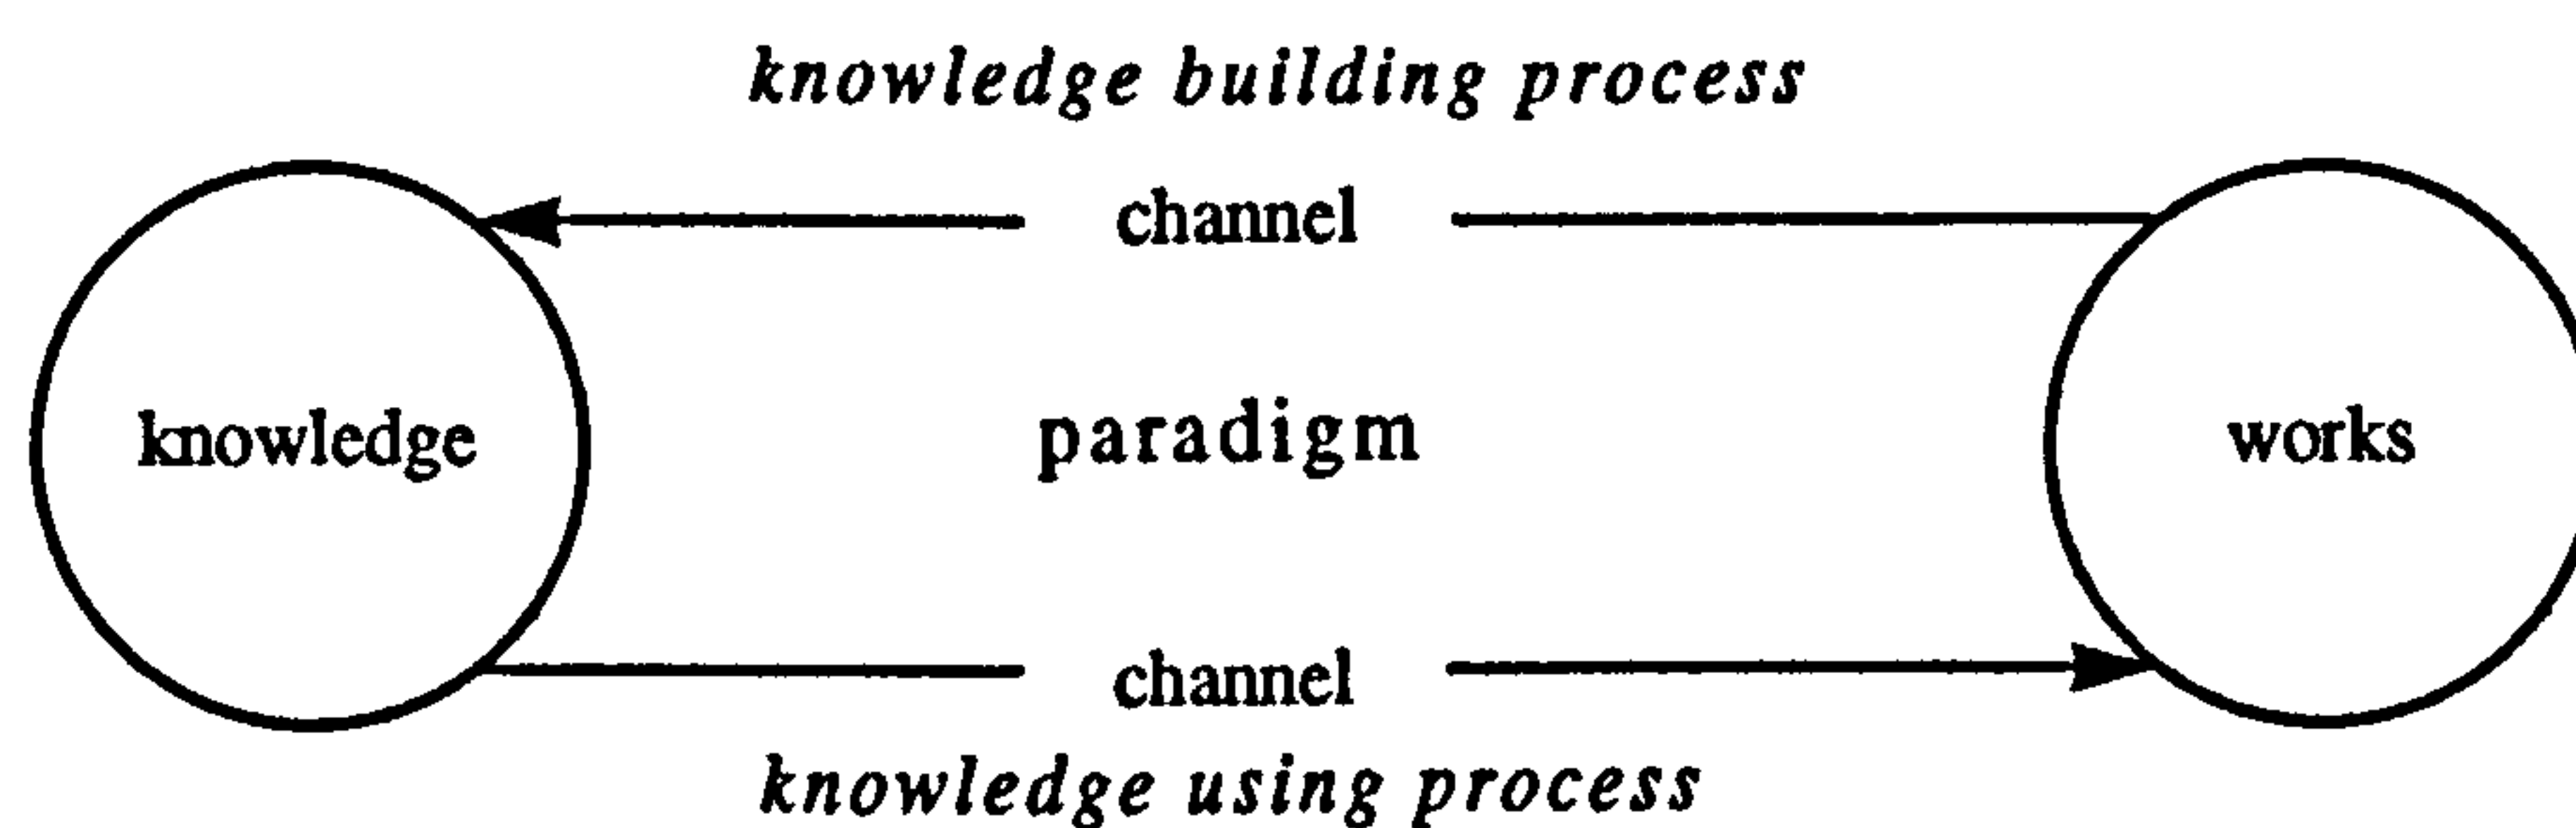 knowledge building process
channel
knowledge paradigm works
channel
knowledge using process